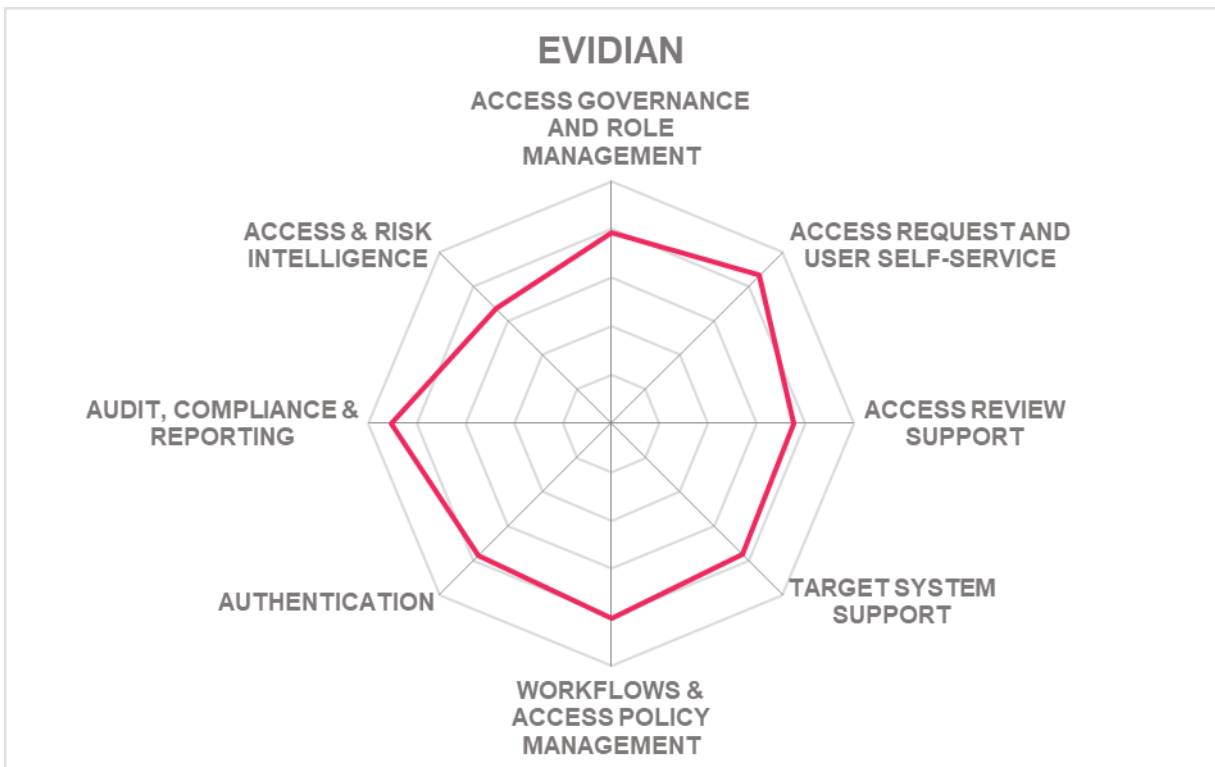 EVIDIAN
ACCESS GOVERNANCE
AND ROLE
MANAGEMENT
ACCESS REQUEST AND
USER SELF-SERVICE
ACCESS REVIEW
SUPPORT
TARGET SYSTEM
SUPPORT
WORKFLOWS &
ACCESS POLICY
MANAGEMENT
AUTHENTICATION
AUDIT, COMPLIANCE &
REPORTING
ACCESS & RISK
INTELLIGENCE